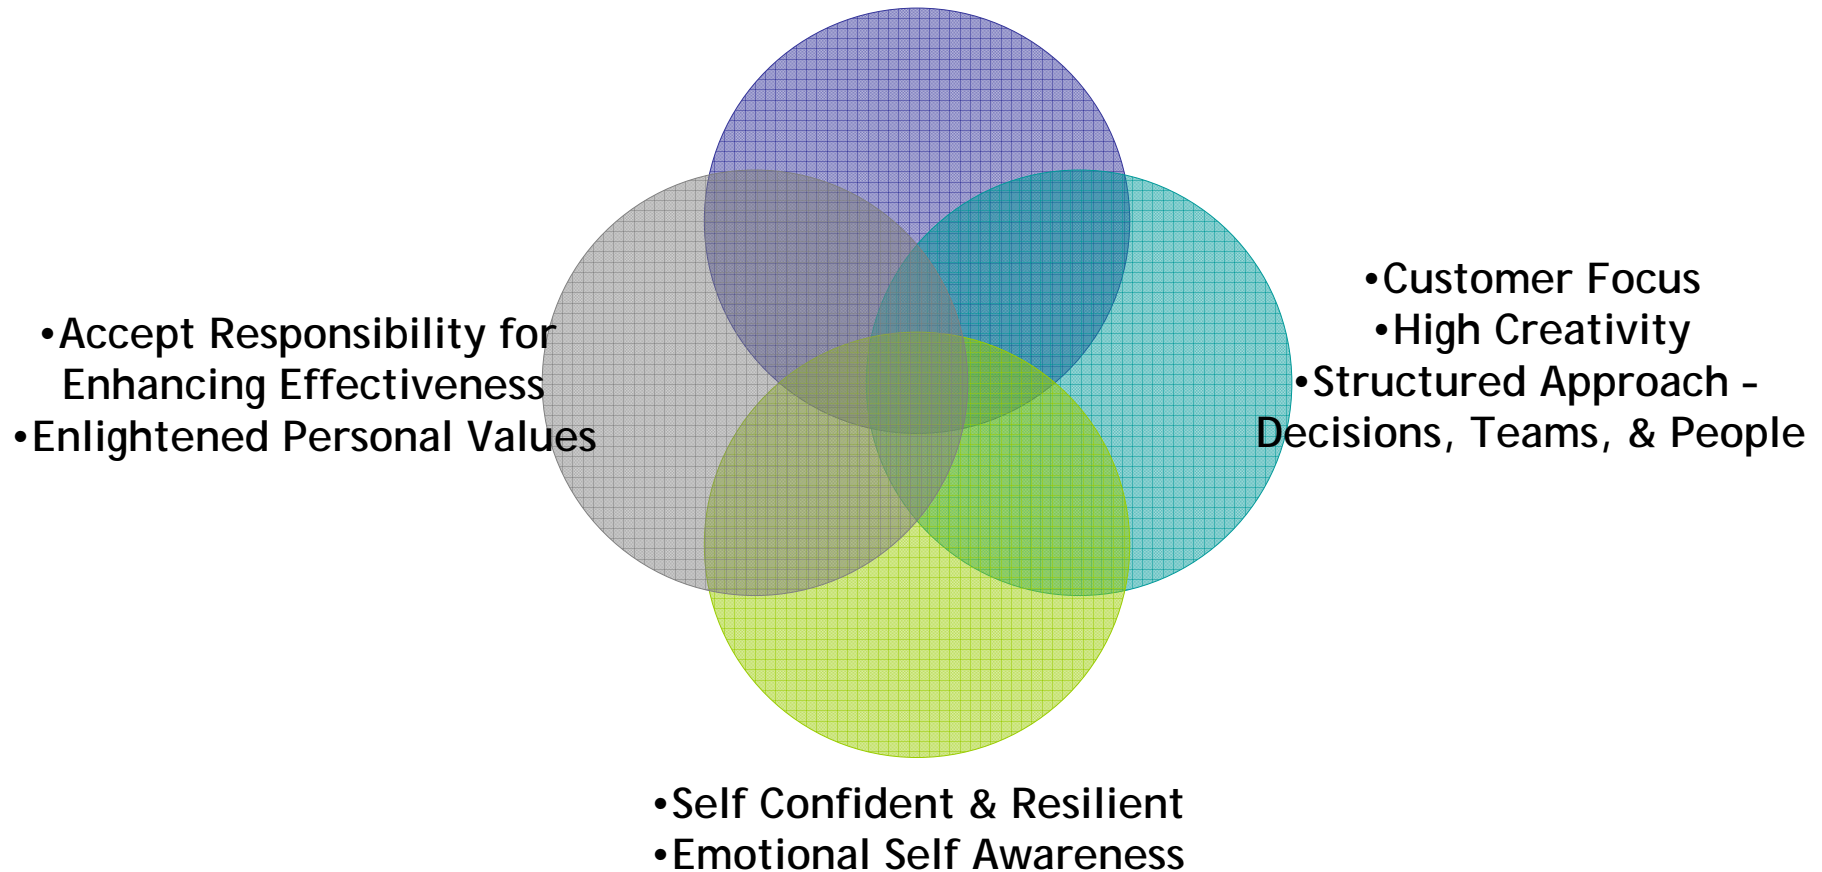 •Customer Focus
•High Creativity
•Structured Approach –
Decisions, Teams, & People
•Accept Responsibility for
Enhancing Effectiveness
•Enlightened Personal Values
•Self Confident & Resilient
•Emotional Self Awareness